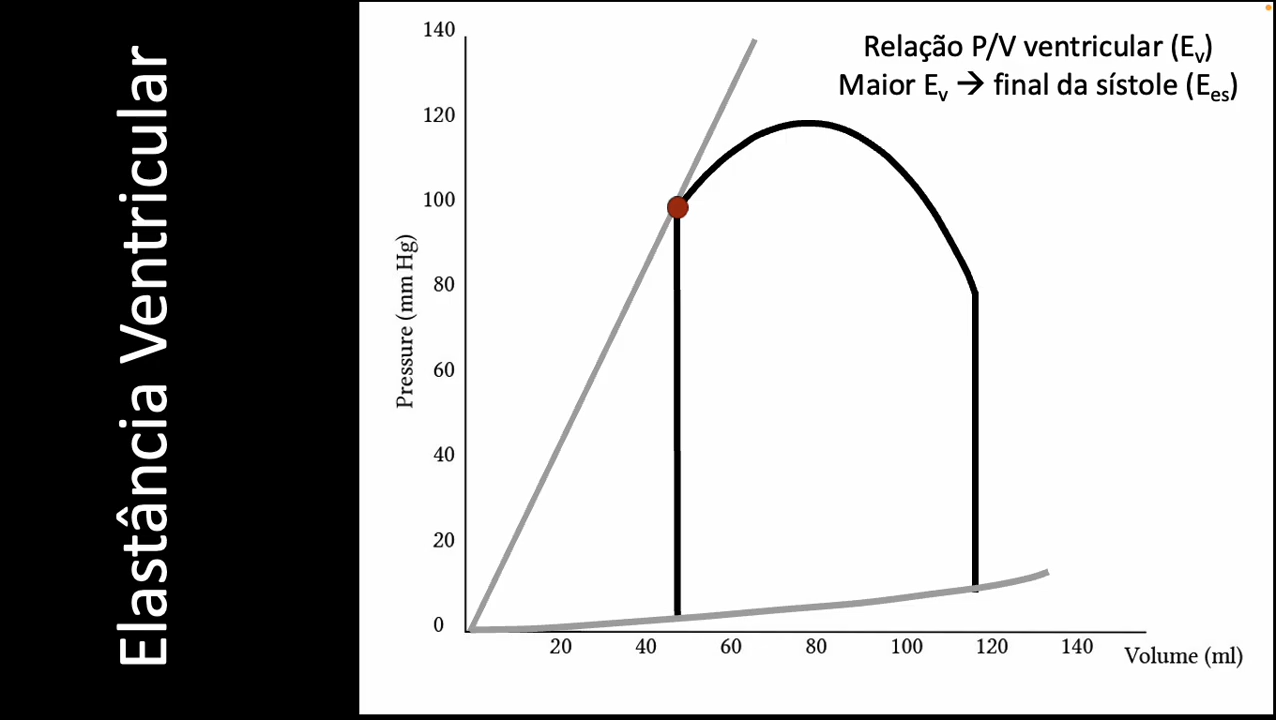 Elastância Ventricular
Relação P/V ventricular (Ev)
Maior Ev → final da sístole (Ees)
140
120
100
80
60
40
20
0
Pressure (mm Hg)
20 40 60 80 100 120 140
Volume (ml)